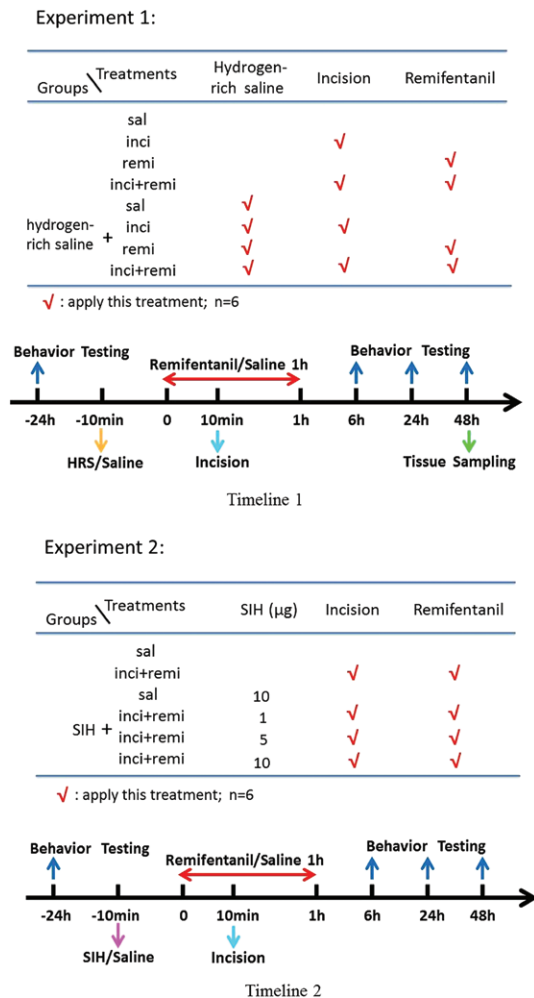 Experiment 1:
Groups \ Treatments Hydrogen-rich saline Incision Remifentanil
sal
inci √
remi √
inci+remi √ √
hydrogen-rich saline +
sal √
inci √ √
remi √ √
inci+remi √ √ √
√ : apply this treatment; n=6
Behavior Testing Remifentanil/Saline 1h Behavior Testing
-24h -10min 0 10min 1h 6h 24h 48h
HRS/Saline Incision Tissue Sampling
Timeline 1
Experiment 2:
Groups \ Treatments SIH (μg) Incision Remifentanil
sal
inci+remi √ √
SIH +
sal 10
inci+remi 1 √ √
inci+remi 5 √ √
inci+remi 10 √ √
√ : apply this treatment; n=6
Behavior Testing Remifentanil/Saline 1h Behavior Testing
-24h -10min 0 10min 1h 6h 24h 48h
SIH/Saline Incision
Timeline 2